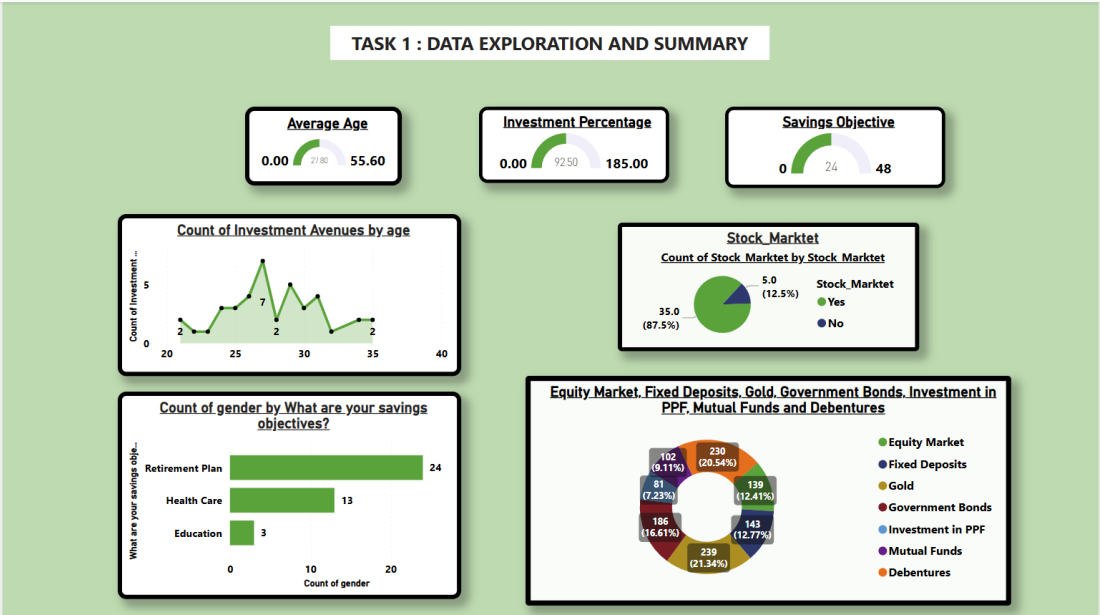 TASK 1 : DATA EXPLORATION AND SUMMARY
Average Age
0.00
27.80
55.60
Investment Percentage
0.00
92.50
185.00
Savings Objective
0
24
48
Count of Investment Avenues by age
Count of Investment ...
5
0
2
7
2
2
20
25
30
35
40
Stock_Marktet
Count of Stock_Marktet by Stock_Marktet
5.0
(12.5%)
35.0
(87.5%)
Stock_Marktet
Yes
No
Count of gender by What are your savings
objectives?
What are your savings obje...
Retirement Plan
24
Health Care
13
Education
3
0
10
20
Count of gender
Equity Market, Fixed Deposits, Gold, Government Bonds, Investment in
PPF, Mutual Funds and Debentures
230
(20.54%)
102
(9.11%)
81
(7.23%)
139
(12.41%)
186
(16.61%)
143
(12.77%)
239
(21.34%)
Equity Market
Fixed Deposits
Gold
Government Bonds
Investment in PPF
Mutual Funds
Debentures